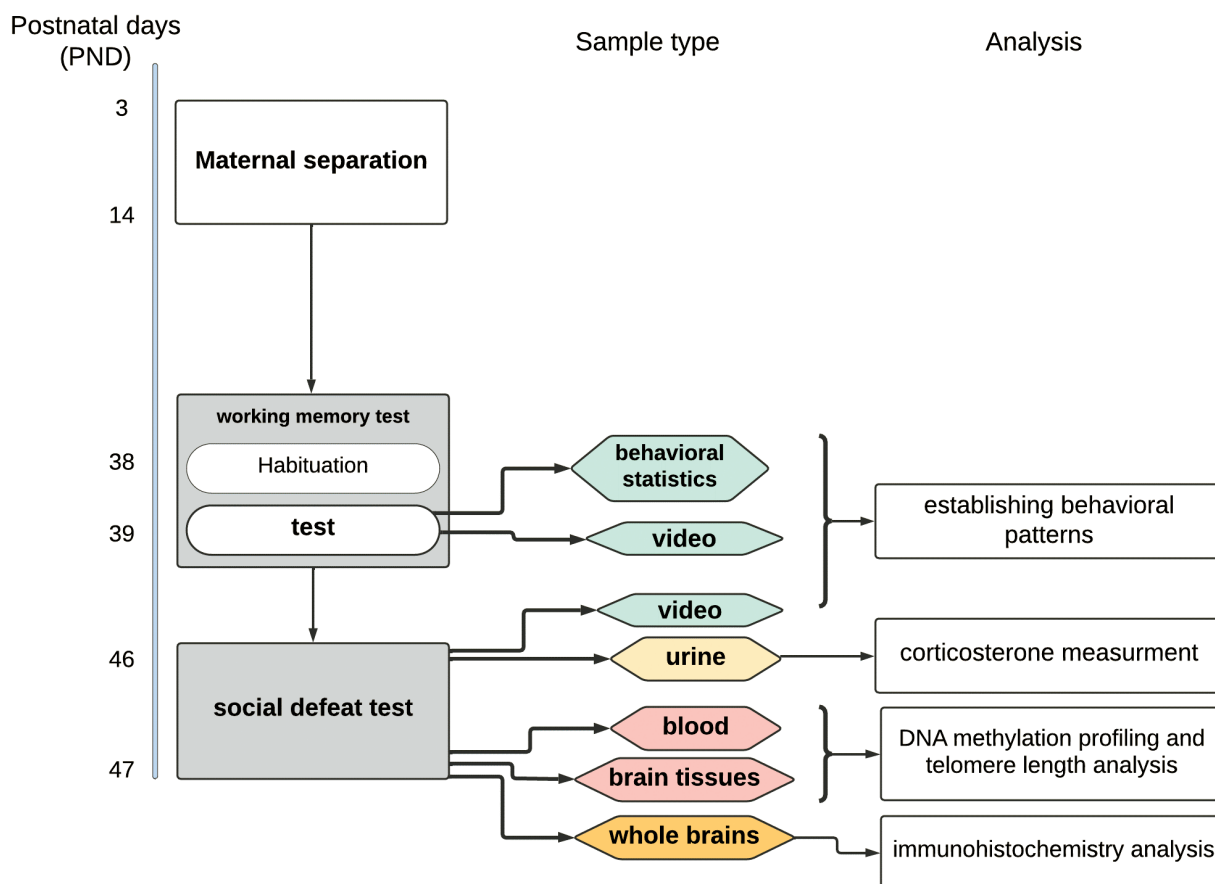 Postnatal days
(PND)
Sample type
Analysis
3
Maternal separation
14
working memory test
38
Habituation
behavioral
statistics
establishing behavioral
patterns
39
test
video
video
46
urine
corticosterone measurment
social defeat test
blood
DNA methylation profiling and
telomere length analysis
47
brain tissues
whole brains
immunohistochemistry analysis